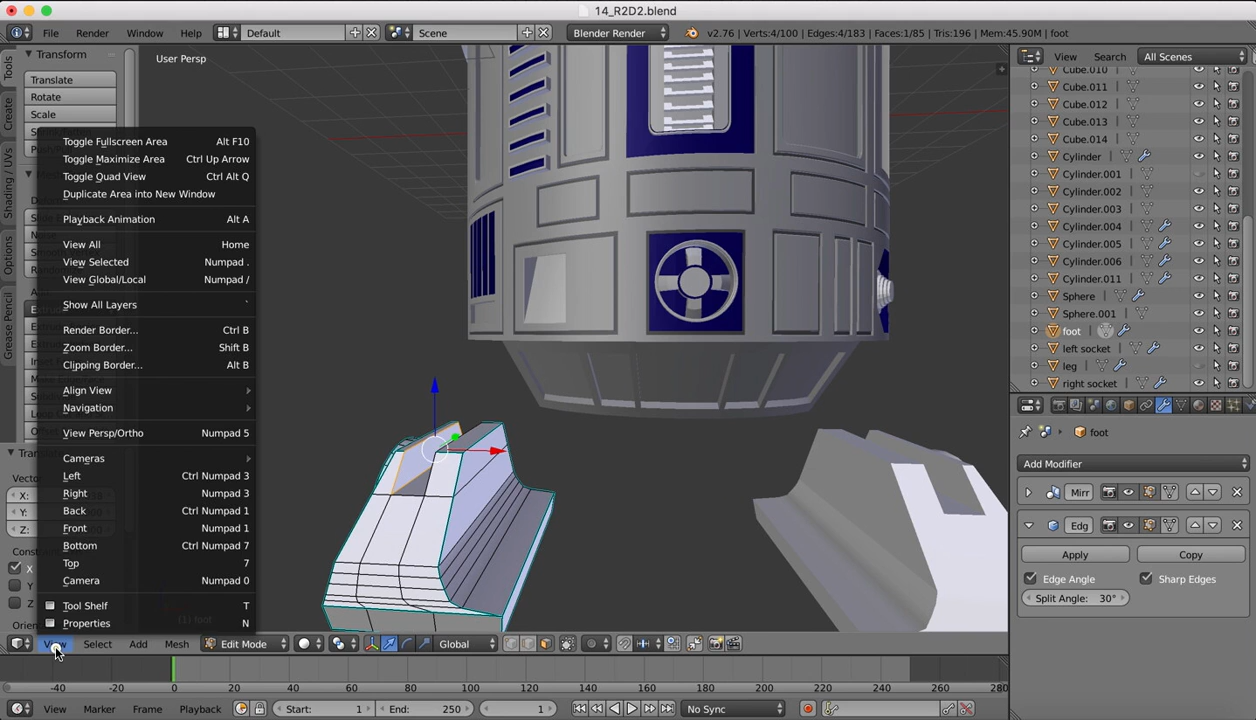 14_R2D2.blend
File Render Window Help Default Scene Blender Render v2.76 | Verts:4/100 | Edges:4/183 | Faces:1/85 | Tris:196 | Mem:45.90M | foot
Tools
Create
Shading / UVs
Options
Grease Pencil
Transform
Translate
Rotate
Scale
User Persp
Toggle Fullscreen Area Alt F10
Toggle Maximize Area Ctrl Up Arrow
Toggle Quad View Ctrl Alt Q
Duplicate Area into New Window
Playback Animation Alt A
View All Home
View Selected Numpad .
View Global/Local Numpad /
Show All Layers `
Render Border... Ctrl B
Zoom Border... Shift B
Clipping Border... Alt B
Align View
Navigation
View Persp/Ortho Numpad 5
Cameras
Left Ctrl Numpad 3
Right Numpad 3
Back Ctrl Numpad 1
Front Numpad 1
Bottom Ctrl Numpad 7
Top 7
Camera Numpad 0
Tool Shelf T
Properties N
X:
Y:
Z:
X
Y
Z
View Select Add Mesh Edit Mode Global
-40 -20 0 20 40 60 80 100 120 140 160 180 200 220 240 260 280
View Marker Frame Playback Start: 1 End: 250 1 No Sync
View Search All Scenes
Cube.010
Cube.011
Cube.012
Cube.013
Cube.014
Cylinder
Cylinder.001
Cylinder.002
Cylinder.003
Cylinder.004
Cylinder.005
Cylinder.006
Cylinder.011
Sphere
Sphere.001
foot
left socket
leg
right socket
foot
Add Modifier
Mirr
Edg
Apply Copy
Edge Angle Sharp Edges
Split Angle: 30°